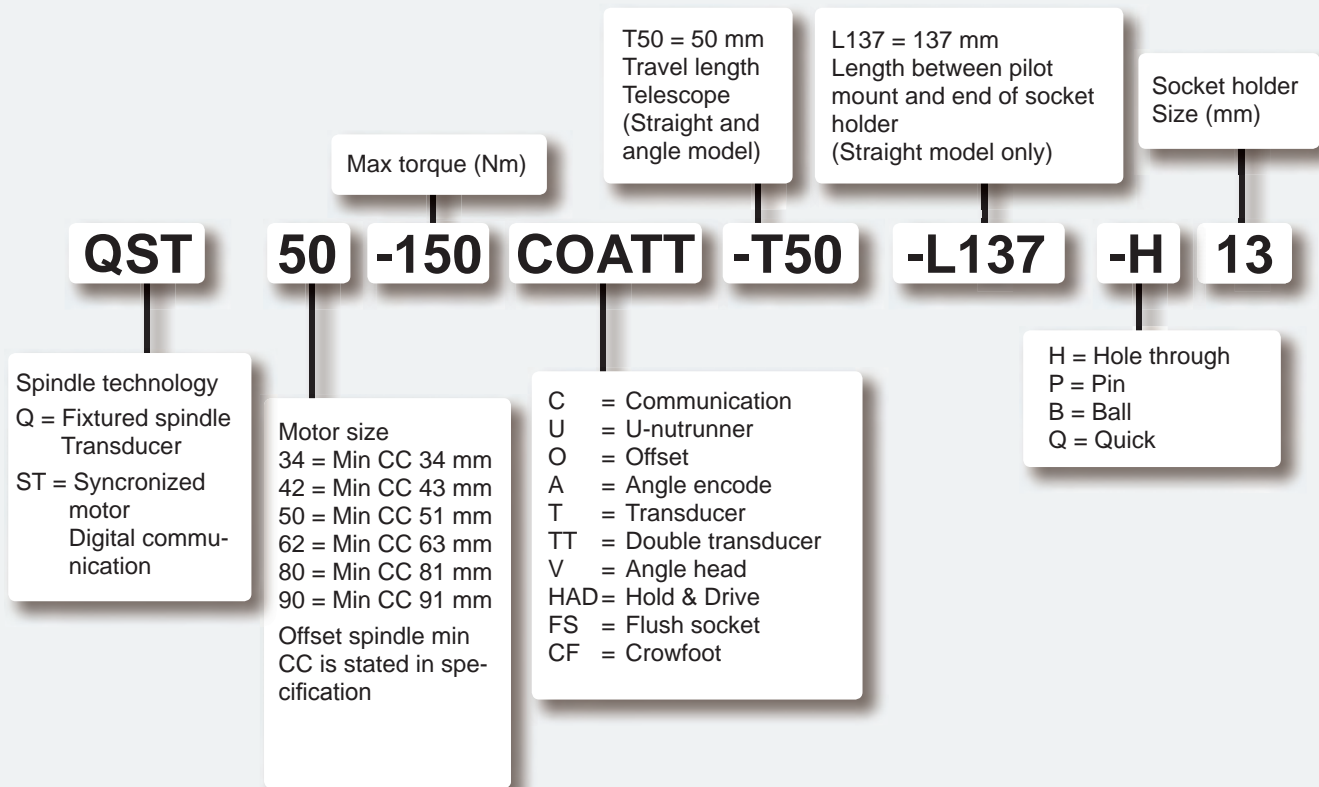 T50 = 50 mm
Travel length
Telescope
(Straight and
angle model)
L137 = 137 mm
Length between pilot
mount and end of socket
holder
(Straight model only)
Socket holder
Size (mm)
Max torque (Nm)
QST 50 -150 COATT -T50 -L137 -H 13
Spindle technology
Q = Fixtured spindle
Transducer
ST = Syncronized
motor
Digital commu-
nication
Motor size
34 = Min CC 34 mm
42 = Min CC 43 mm
50 = Min CC 51 mm
62 = Min CC 63 mm
80 = Min CC 81 mm
90 = Min CC 91 mm
Offset spindle min
CC is stated in spe-
cification
C = Communication
U = U-nutrunner
O = Offset
A = Angle encode
T = Transducer
TT = Double transducer
V = Angle head
HAD = Hold & Drive
FS = Flush socket
CF = Crowfoot
H = Hole through
P = Pin
B = Ball
Q = Quick